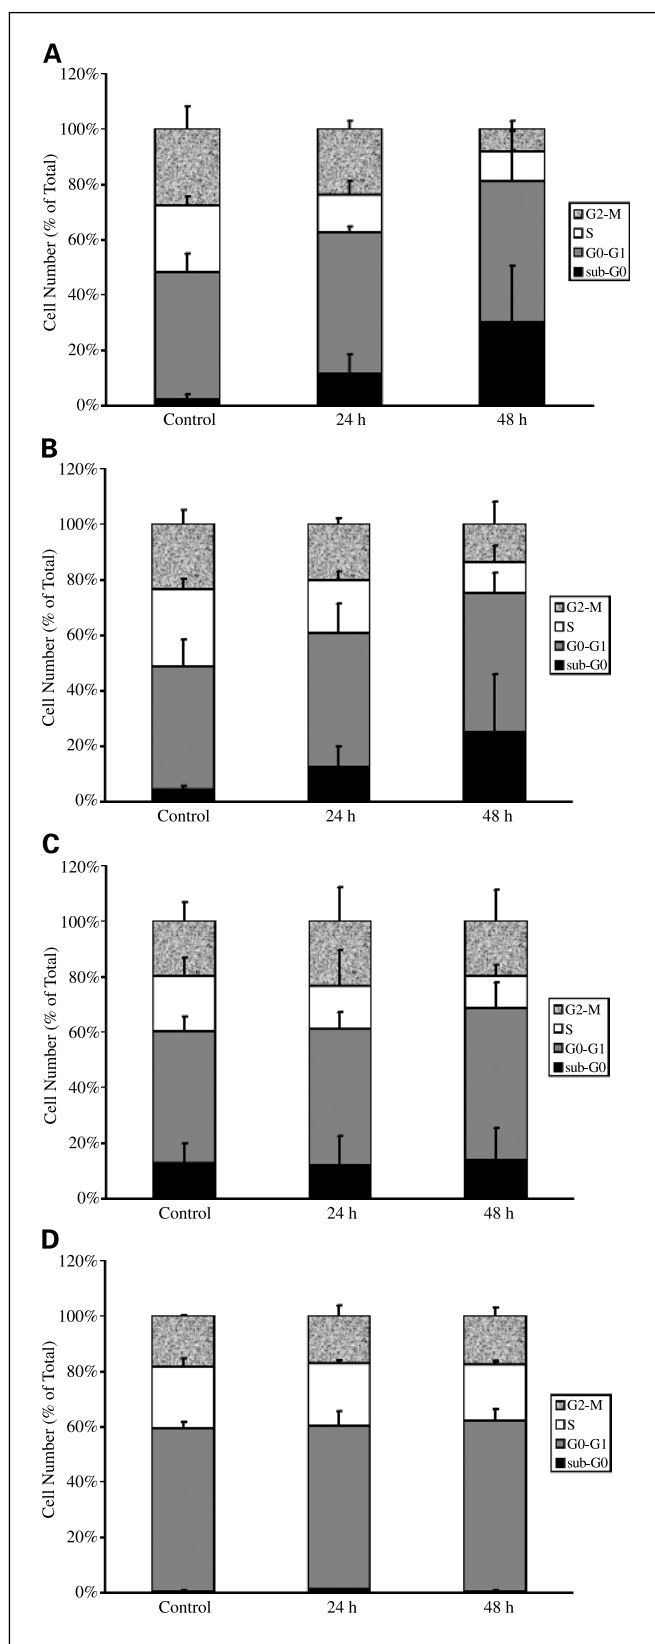 A
Cell Number (% of Total)
120%
100%
80%
60%
40%
20%
0%
Control 24 h 48 h
G2-M
S
G0-G1
sub-G0
B
Cell Number (% of Total)
120%
100%
80%
60%
40%
20%
0%
Control 24 h 48 h
G2-M
S
G0-G1
sub-G0
C
Cell Number (% of Total)
120%
100%
80%
60%
40%
20%
0%
Control 24 h 48 h
G2-M
S
G0-G1
sub-G0
D
Cell Number (% of Total)
120%
100%
80%
60%
40%
20%
0%
Control 24 h 48 h
G2-M
S
G0-G1
sub-G0